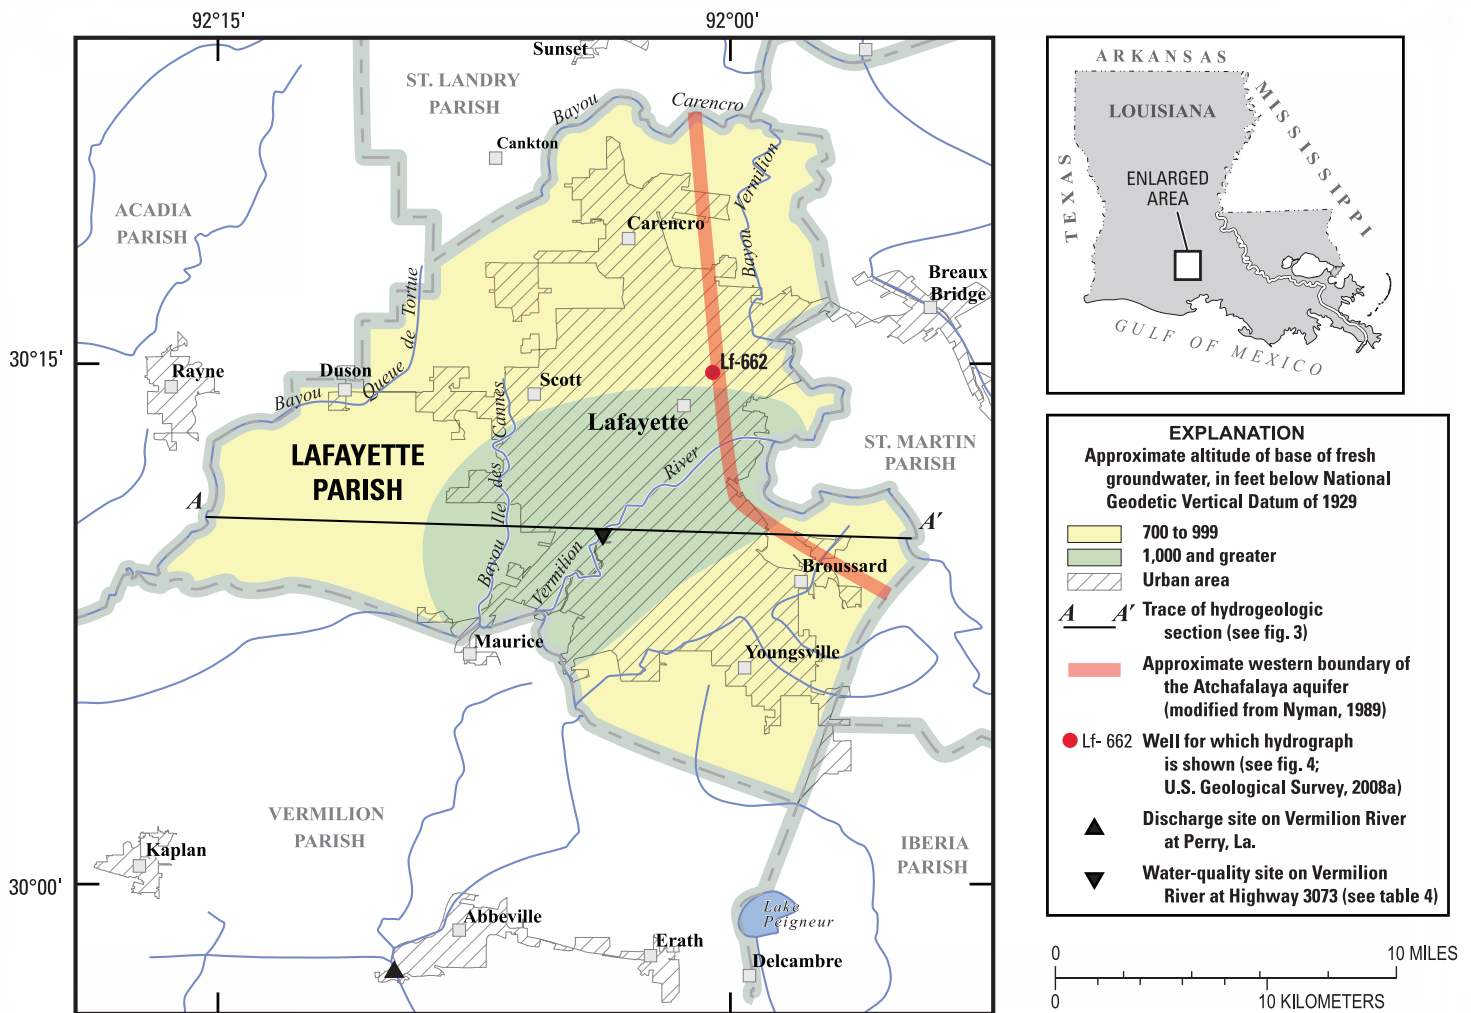 92°15'
92°00'
Sunset
ST. LANDRY
PARISH
Bayou
Carencro
Cankton
Vermilion
Bayou
ACADIA
PARISH
Carencro
Breaux
Bridge
Bayou
Queue de Tortue
30°15'
Rayne
Duson
Scott
Lf-662
Lafayette
LAFAYETTE
PARISH
Bayou Ile des Cannes
River
Vermilion
ST. MARTIN
PARISH
A
A'
Broussard
Maurice
Youngsville
VERMILION
PARISH
IBERIA
PARISH
Kaplan
30°00'
Abbeville
Erath
Lake
Peigneur
Delcambre
ARKANSAS
LOUISIANA
MISSISSIPPI
TEXAS
ENLARGED
AREA
GULF OF MEXICO
EXPLANATION
Approximate altitude of base of fresh
groundwater, in feet below National
Geodetic Vertical Datum of 1929
700 to 999
1,000 and greater
Urban area
A A' Trace of hydrogeologic
section (see fig. 3)
Approximate western boundary of
the Atchafalaya aquifer
(modified from Nyman, 1989)
Lf- 662 Well for which hydrograph
is shown (see fig. 4;
U.S. Geological Survey, 2008a)
Discharge site on Vermilion River
at Perry, La.
Water-quality site on Vermilion
River at Highway 3073 (see table 4)
0 10 MILES
0 10 KILOMETERS